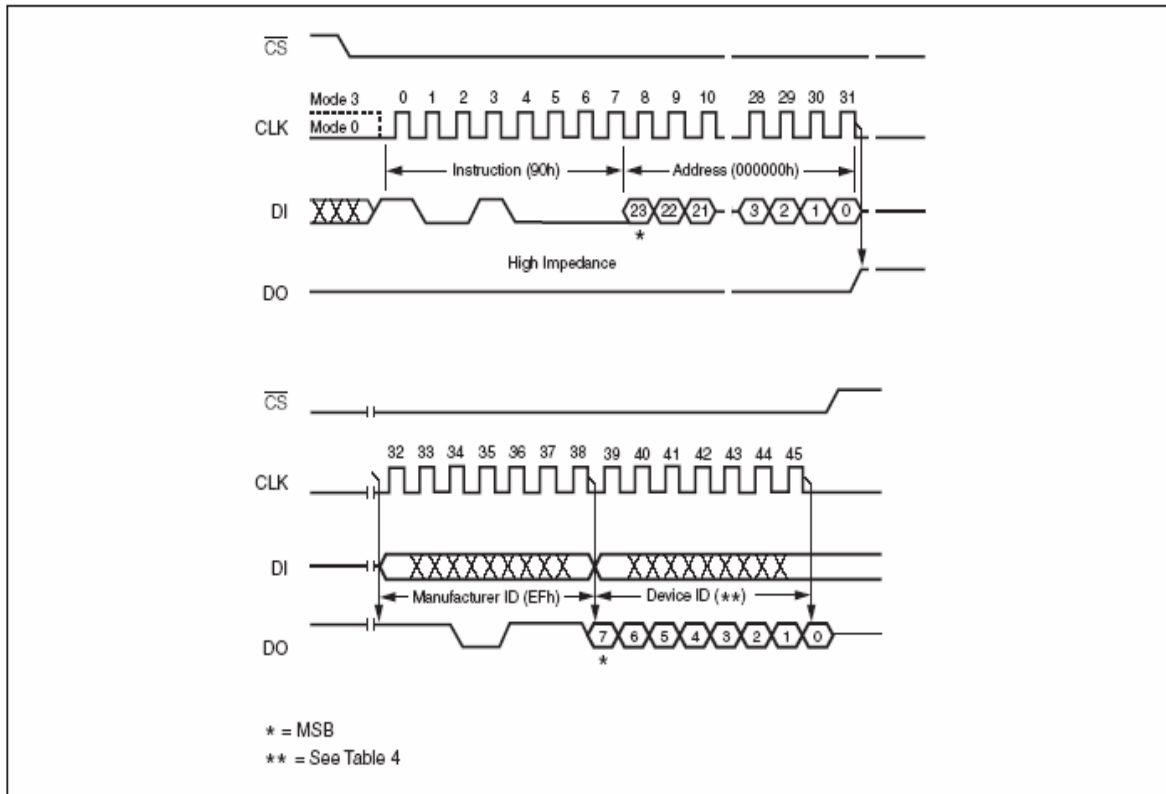 CS
Mode 3
0 1 2 3 4 5 6 7 8 9 10 28 29 30 31
CLK
Mode 0
Instruction (90h)
Address (000000h)
DI
23 22 21 3 2 1 0
*
High Impedance
DO
CS
32 33 34 35 36 37 38 39 40 41 42 43 44 45
CLK
DI
Manufacturer ID (EFh)
Device ID (**)
DO
7 6 5 4 3 2 1 0
*
* = MSB
** = See Table 4